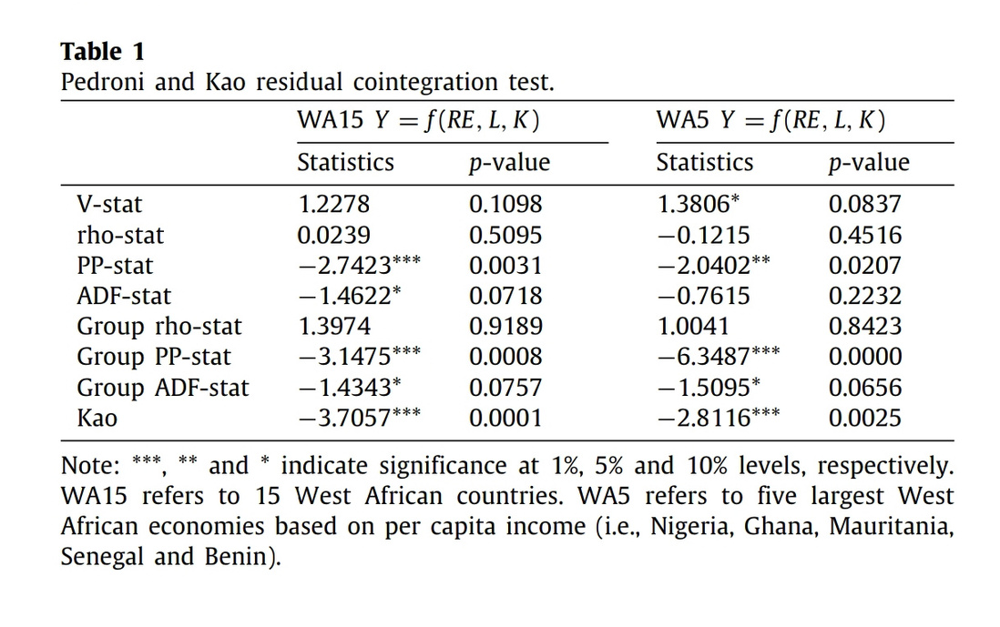 Table 1
Pedroni and Kao residual cointegration test.
WA15 Y = f(RE, L, K) WA5 Y = f(RE, L, K)
Statistics p-value Statistics p-value
V-stat 1.2278 0.1098 1.3806* 0.0837
rho-stat 0.0239 0.5095 −0.1215 0.4516
PP-stat −2.7423*** 0.0031 −2.0402** 0.0207
ADF-stat −1.4622* 0.0718 −0.7615 0.2232
Group rho-stat 1.3974 0.9189 1.0041 0.8423
Group PP-stat −3.1475*** 0.0008 −6.3487*** 0.0000
Group ADF-stat −1.4343* 0.0757 −1.5095* 0.0656
Kao −3.7057*** 0.0001 −2.8116*** 0.0025
Note: ***, ** and * indicate significance at 1%, 5% and 10% levels, respectively.
WA15 refers to 15 West African countries. WA5 refers to five largest West
African economies based on per capita income (i.e., Nigeria, Ghana, Mauritania,
Senegal and Benin).